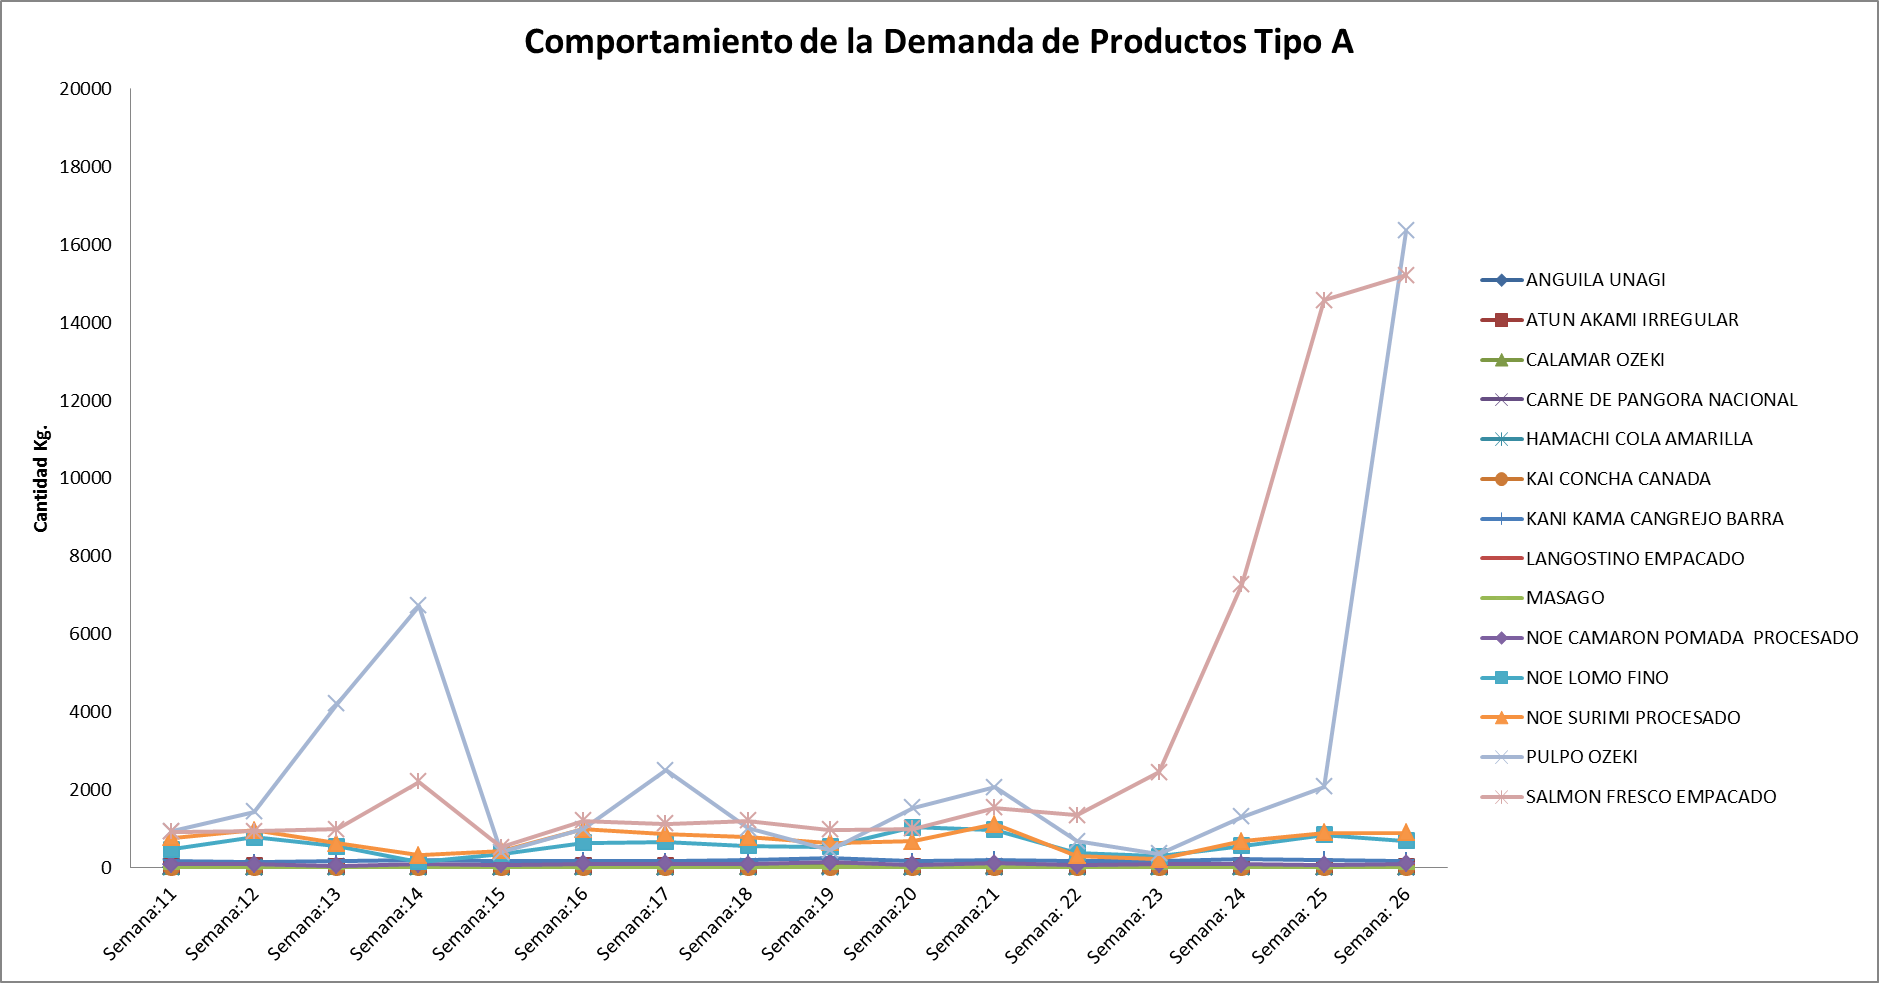 Comportamiento de la Demanda de Productos Tipo A
Cantidad Kg.
20000
18000
16000
14000
12000
10000
8000
6000
4000
2000
0
Semana:11
Semana:12
Semana:13
Semana:14
Semana:15
Semana:16
Semana:17
Semana:18
Semana:19
Semana:20
Semana:21
Semana: 22
Semana: 23
Semana: 24
Semana: 25
Semana: 26
ANGUILA UNAGI
ATUN AKAMI IRREGULAR
CALAMAR OZEKI
CARNE DE PANGORA NACIONAL
HAMACHI COLA AMARILLA
KAI CONCHA CANADA
KANI KAMA CANGREJO BARRA
LANGOSTINO EMPACADO
MASAGO
NOE CAMARON POMADA  PROCESADO
NOE LOMO FINO
NOE SURIMI PROCESADO
PULPO OZEKI
SALMON FRESCO EMPACADO